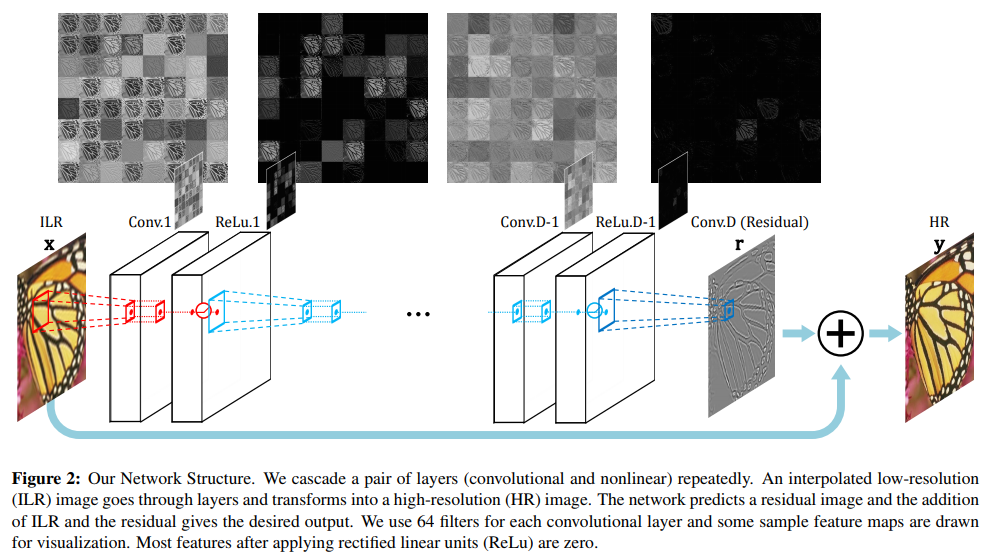 ILR
x
Conv.1
ReLu.1
Conv.D-1
ReLu.D-1
Conv.D (Residual)
r
HR
y
Figure 2: Our Network Structure. We cascade a pair of layers (convolutional and nonlinear) repeatedly. An interpolated low-resolution
(ILR) image goes through layers and transforms into a high-resolution (HR) image. The network predicts a residual image and the addition
of ILR and the residual gives the desired output. We use 64 filters for each convolutional layer and some sample feature maps are drawn
for visualization. Most features after applying rectified linear units (ReLu) are zero.